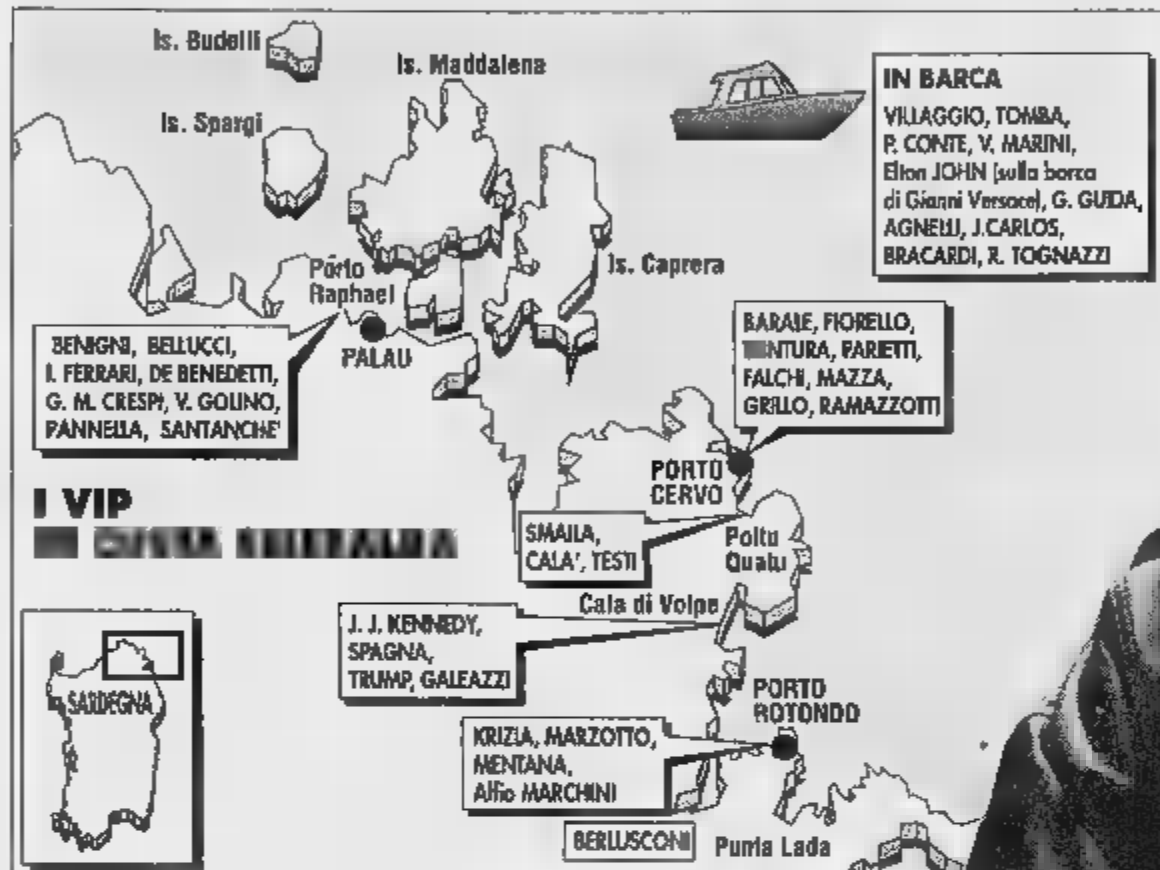 Is. Budelli
Is. Maddalena
Is. Spargi
IN BARCA
VILLAGGIO, TOMBA,
P. CONTE, V. MARINI,
Elton JOHN (sulla barca
di Gianni Versace), G. GUIDA,
AGNELLI, J.CARLOS,
BRACARDI, R. TOGNAZZI
Is. Caprera
Porto
Raphael
PALAU
BENIGNI, BELLUCCI,
I. FERRARI, DE BENEDETTI,
G. M. CRESPI, V. GOLINO,
PANNELLA, SANTANCHE'
BARALE, FIORELLO,
FALCHI, MAZZA,
PARIETTI,
GRILLO, RAMAZZOTTI
PORTO
CERVO
I VIP
SMAILA,
CALA', TESTI
Poltu
Quatu
Cala di Volpe
J. J. KENNEDY,
SPAGNA,
TRUMP, GALEAZZI
SARDEGNA
PORTO
ROTONDO
KRIZIA, MARZOTTO,
MENTANA,
Alfio MARCHINI
BERLUSCONI
Punta Lada